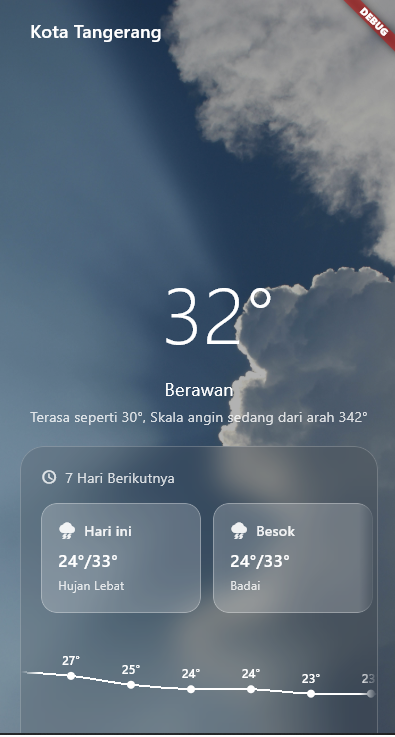 Kota Tangerang
DEBUG
32°
Berawan
Terasa seperti 30°, Skala angin sedang dari arah 342°
7 Hari Berikutnya
Hari ini
24°/33°
Hujan Lebat
Besok
24°/33°
Badai
27° 25° 24° 24° 23° 23